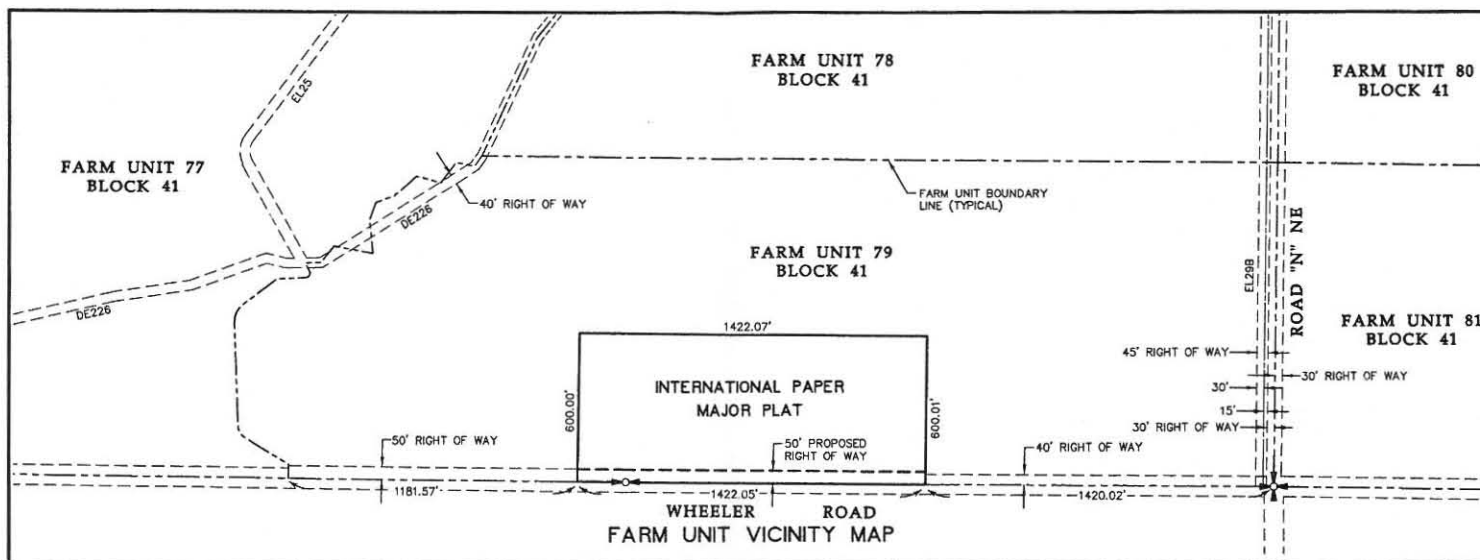 EL25
FARM UNIT 78
BLOCK 41
FARM UNIT 80
BLOCK 41
FARM UNIT 77
BLOCK 41
40' RIGHT OF WAY
DE226
FARM UNIT BOUNDARY
LINE (TYPICAL)
FARM UNIT 79
BLOCK 41
EL29B
ROAD "N" NE
DE226
FARM UNIT 81
BLOCK 41
1422.07'
45' RIGHT OF WAY
30' RIGHT OF WAY
30'
15'
30' RIGHT OF WAY
INTERNATIONAL PAPER
MAJOR PLAT
600.00'
600.01'
50' RIGHT OF WAY
50' PROPOSED
RIGHT OF WAY
40' RIGHT OF WAY
1181.57'
1422.05'
1420.02'
WHEELER ROAD
FARM UNIT VICINITY MAP